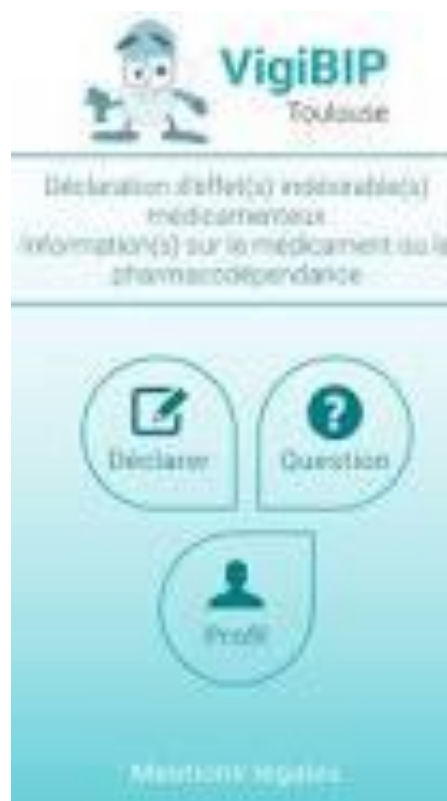 VigiBIP
Toulouse
Déclaration d'effet(s) indésirable(s)
médicamenteux
Information(s) sur le médicament ou la
pharmacodépendance
Déclarer
Question
Profil
Mentions légales